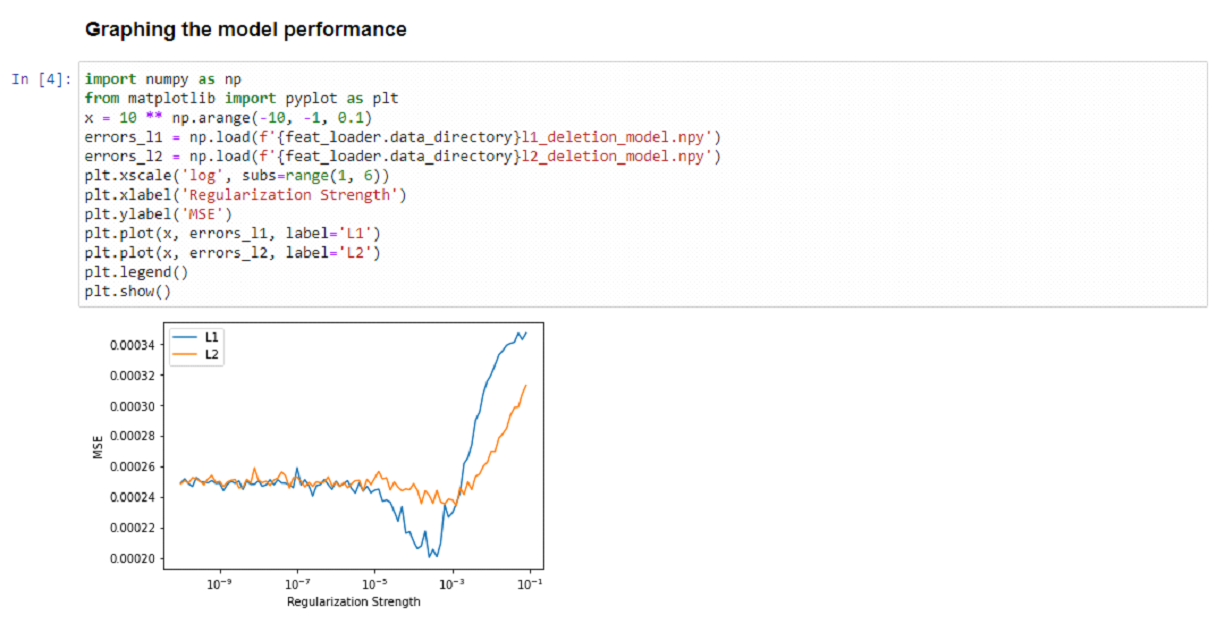 Graphing the model performance
In [4]:
import numpy as np
from matplotlib import pyplot as plt
x = 10 ** np.arange(-10, -1, 0.1)
errors_l1 = np.load(f'{feat_loader.data_directory}l1_deletion_model.npy')
errors_l2 = np.load(f'{feat_loader.data_directory}l2_deletion_model.npy')
plt.xscale('log', subs=range(1, 6))
plt.xlabel('Regularization Strength')
plt.ylabel('MSE')
plt.plot(x, errors_l1, label='L1')
plt.plot(x, errors_l2, label='L2')
plt.legend()
plt.show()
L1
L2
0.00034
0.00032
0.00030
0.00028
0.00026
0.00024
0.00022
0.00020
MSE
10⁻⁹ 10⁻⁷ 10⁻⁵ 10⁻³ 10⁻¹
Regularization Strength